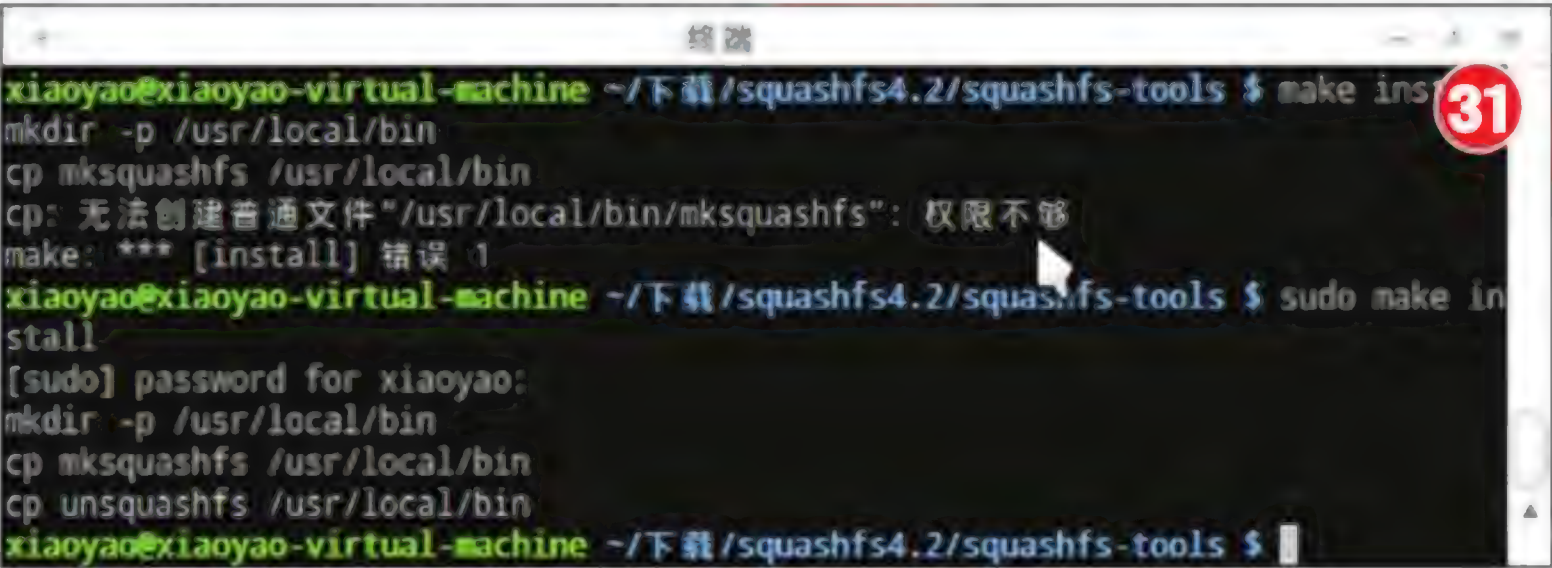 终端
xiaoyao@xiaoyao-virtual-machine ~/下载/squashfs4.2/squashfs-tools $ make inst
31
mkdir -p /usr/local/bin
cp mksquashfs /usr/local/bin
cp: 无法创建普通文件"/usr/local/bin/mksquashfs": 权限不够
make: *** [install] 错误 1
xiaoyao@xiaoyao-virtual-machine ~/下载/squashfs4.2/squashfs-tools $ sudo make in
stall
[sudo] password for xiaoyao:
mkdir -p /usr/local/bin
cp mksquashfs /usr/local/bin
cp unsquashfs /usr/local/bin
xiaoyao@xiaoyao-virtual-machine ~/下载/squashfs4.2/squashfs-tools $